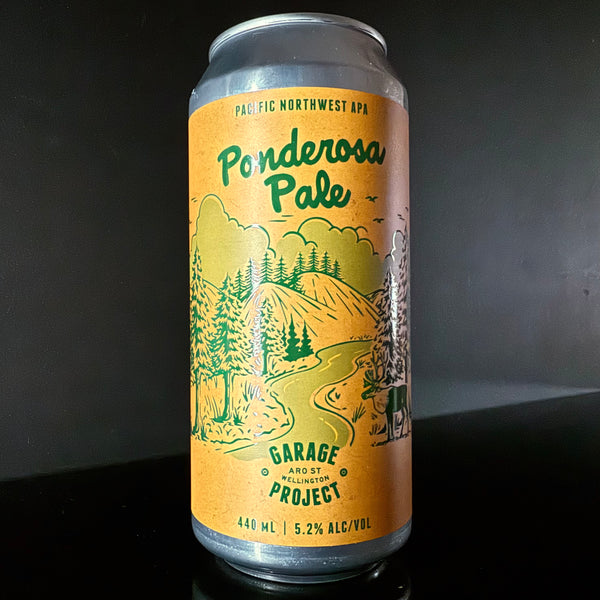 PACIFIC NORTHWEST APA
Ponderosa
Pale
GARAGE
ARO ST
WELLINGTON
PROJECT
440 ML | 5.2% ALC/VOL